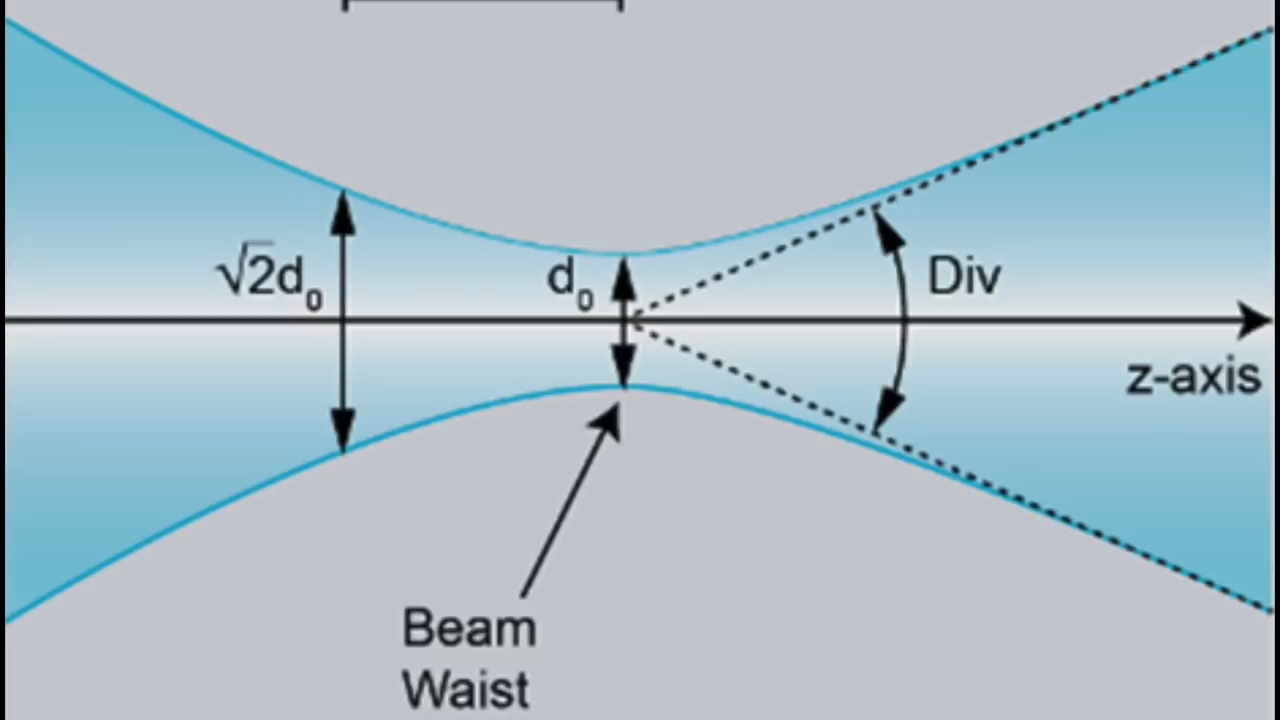 √2d₀
d₀
Div
z-axis
Beam
Waist